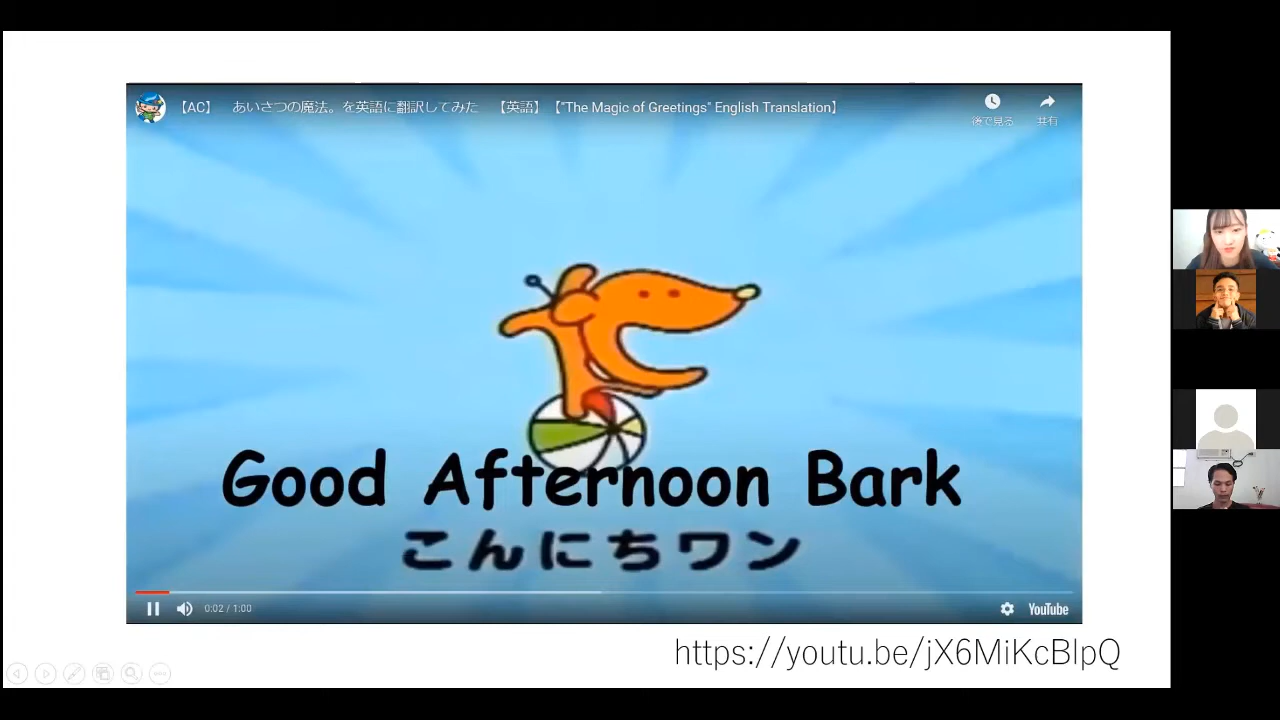 【AC】　あいさつの魔法。を英語に翻訳してみた　【英語】【"The Magic of Greetings" English Translation】
後で見る
共有
Good Afternoon Bark
こんにちワン
0:02 / 1:00
YouTube
https://youtu.be/jX6MiKcBlpQ